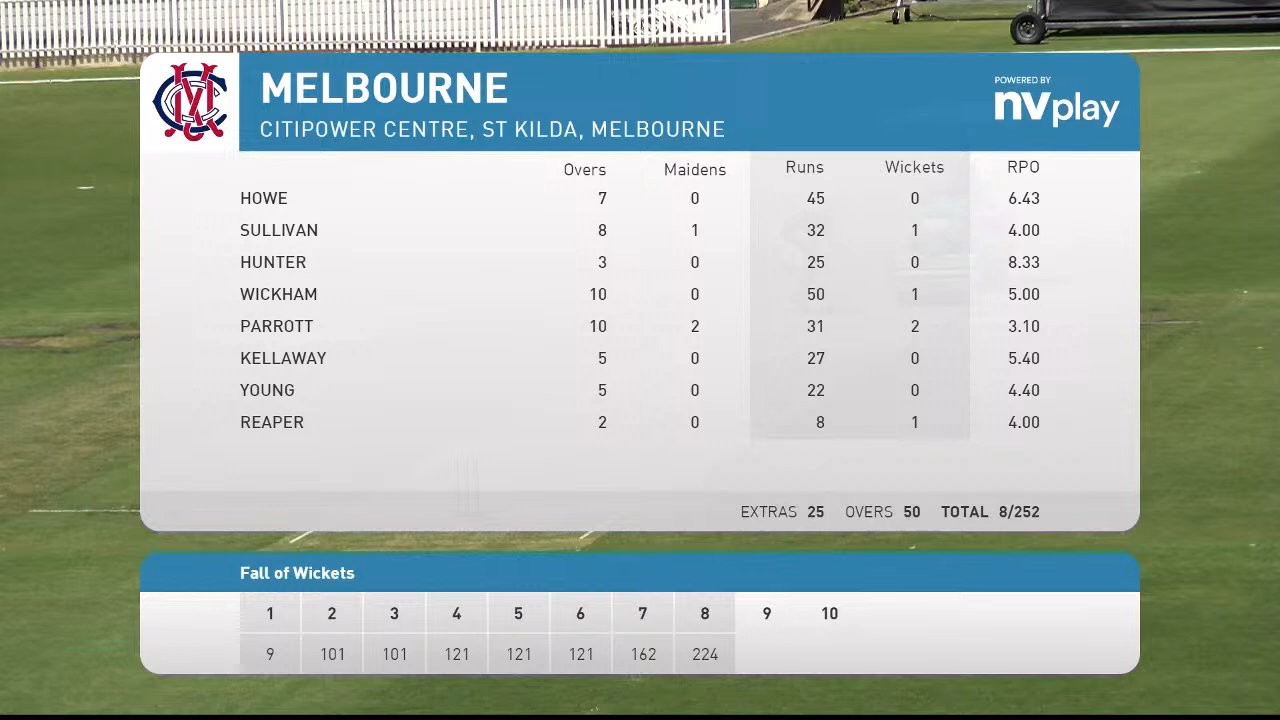 MELBOURNE
CITIPOWER CENTRE, ST KILDA, MELBOURNE
POWERED BY
nvplay
Overs Maidens Runs Wickets RPO
HOWE 7 0 45 0 6.43
SULLIVAN 8 1 32 1 4.00
HUNTER 3 0 25 0 8.33
WICKHAM 10 0 50 1 5.00
PARROTT 10 2 31 2 3.10
KELLAWAY 5 0 27 0 5.40
YOUNG 5 0 22 0 4.40
REAPER 2 0 8 1 4.00
EXTRAS 25 OVERS 50 TOTAL 8/252
Fall of Wickets
1 2 3 4 5 6 7 8 9 10
9 101 101 121 121 121 162 224